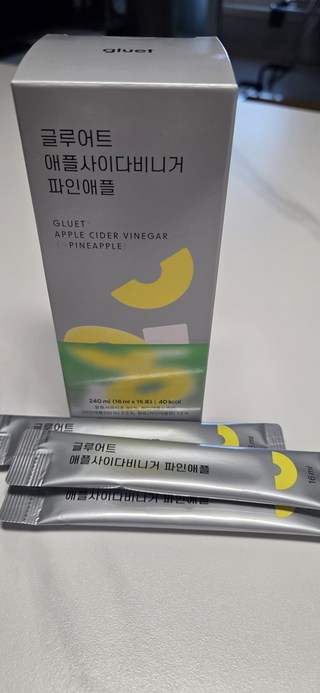 gluet
글루어트
애플사이다비니거
파인애플
GLUET
APPLE CIDER VINEGAR
(+PINEAPPLE)
240 ml (16 ml x 15포) | 40 kcal
글루어트
애플사이다비니거 파인애플
16 ml
애플사이다비니거 파인애플